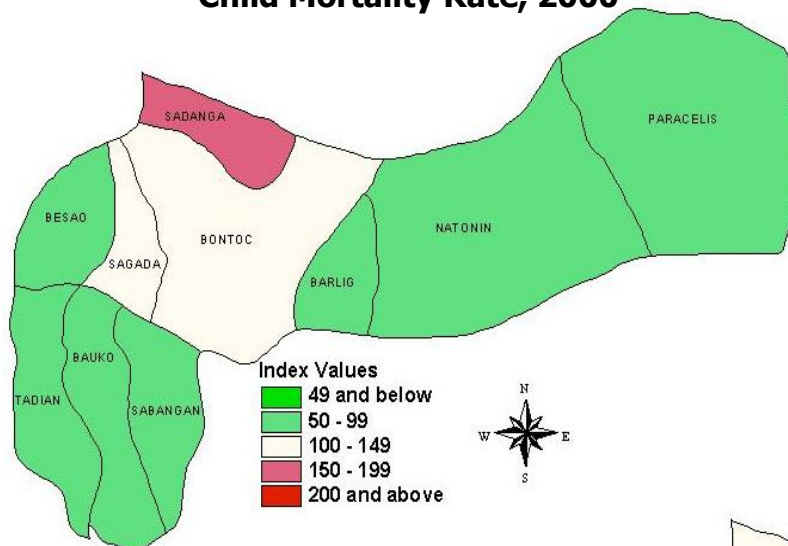 Child Mortality Rate, 2000
SADANGA
PARACELIS
BESAO
NATONIN
BONTOC
SAGADA
BARLIG
BAUKO
TADIAN
SABANGAN
Index Values
49 and below
50 - 99
100 - 149
150 - 199
200 and above
N
W
E
S